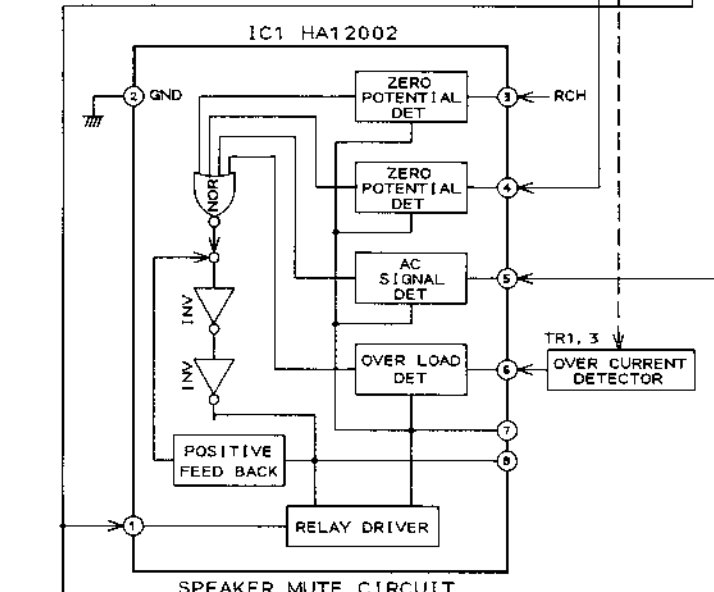 IC1 HA12002
2 GND
ZERO
POTENTIAL
DET
3 RCH
ZERO
POTENTIAL
DET
4
NOR
AC
SIGNAL
DET
5
INV
TR1, 3
OVER LOAD
DET
6
OVER CURRENT
DETECTOR
INV
7
POSITIVE
FEED BACK
8
1
RELAY DRIVER
SPEAKER MUTE CIRCUIT